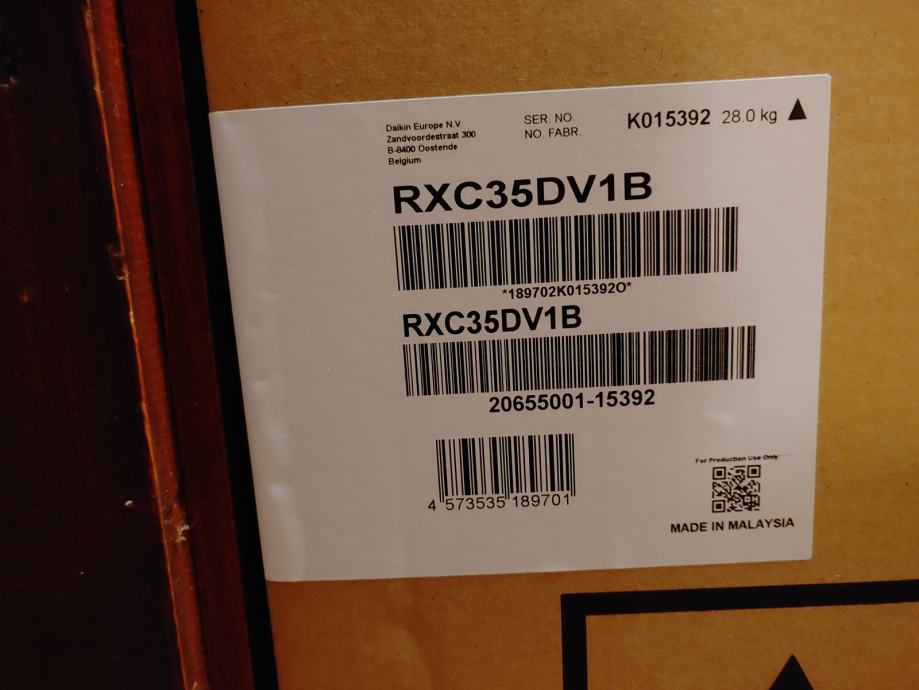 Daikin Europe N.V.
Zandvoordestraat 300
B-8400 Oostende
Belgium
SER. NO
NO. FABR.
K015392 28.0 kg
RXC35DV1B
*189702K015392O*
RXC35DV1B
20655001-15392
4 573535 189701
For Production Use Only
MADE IN MALAYSIA